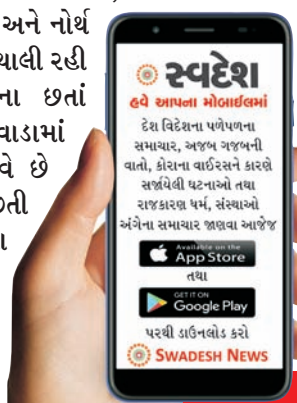 અને નોર્થ
ચાલી રહી
ના છતાં
વાડામાં
વે છે
છતી
સ્વદેશ
હવે આપના મોબાઈલમાં
દેશ વિદેશના પળેપળના
સમાચાર, અજબ ગજબની
વાતો, કોરાના વાઈરસને કારણે
સર્જાયેલી ઘટનાઓ તથા
રાજકારણ ધર્મ, સંસ્થાઓ
અંગેના સમાચાર જાણવા આજેજ
Available on the
App Store
તથા
GET IT ON
Google Play
પરથી ડાઉનલોડ કરો
SWADESH NEWS